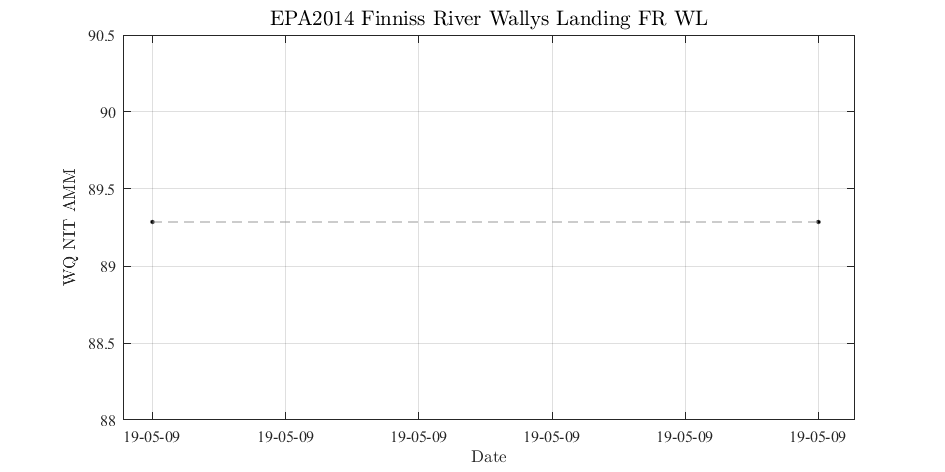 EPA2014 Finniss River Wallys Landing FR WL
90.5
90
89.5
89
88.5
88
WQ NIT AMM
19-05-09 19-05-09 19-05-09 19-05-09 19-05-09 19-05-09
Date